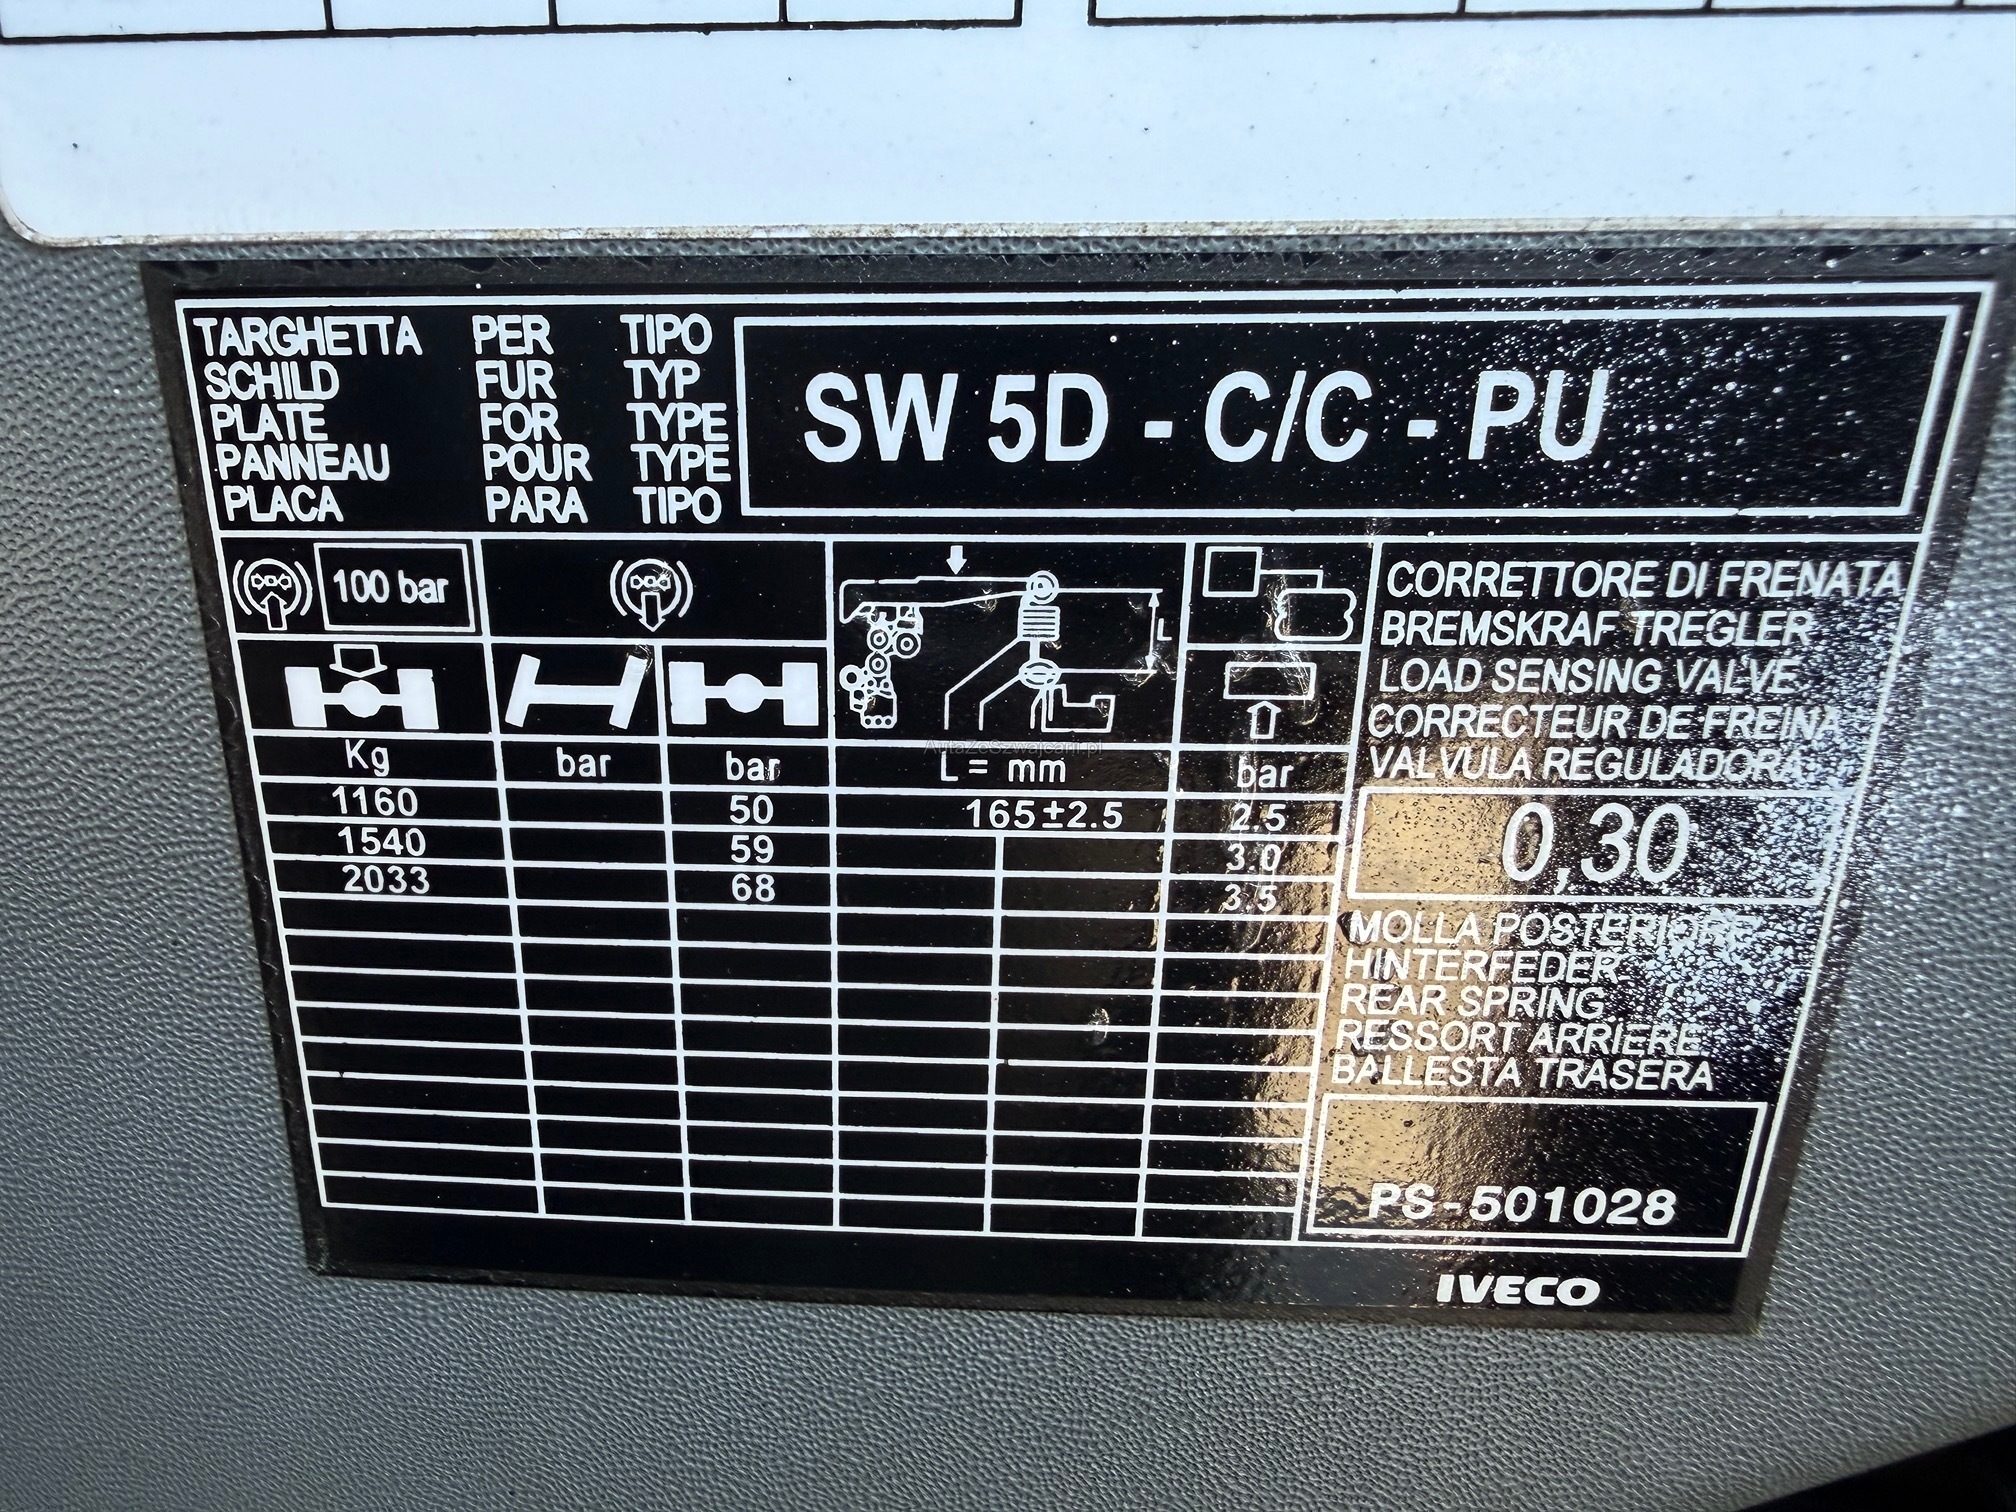 TARGHETTA PER TIPO
SCHILD FUR TYP
PLATE FOR TYPE
PANNEAU POUR TYPE
PLACA PARA TIPO
SW 5D - C/C - PU
100 bar
L
CORRETTORE DI FRENATA
BREMSKRAF TREGLER
LOAD SENSING VALVE
CORRECTEUR DE FREINA
VALVULA REGULADORA
Kg bar bar L= mm bar
1160 50 165±2.5 2.5
1540 59 3.0
2033 68 3.5
0,30
MOLLA POSTERIORE
HINTERFEDER
REAR SPRING
RESSORT ARRIERE
BALLESTA TRASERA
PS-501028
IVECO
AutaZeSzwajcarii.pl